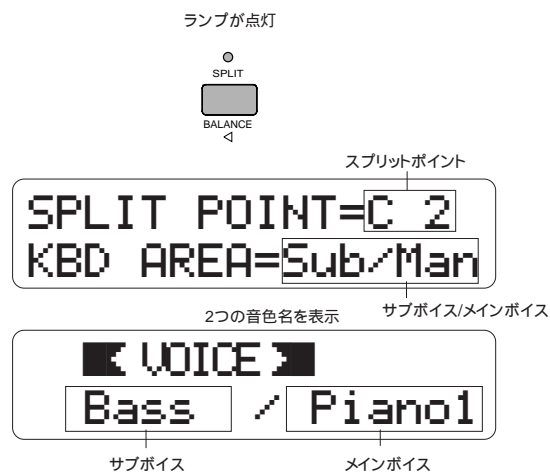 ランプが点灯
SPLIT
BALANCE
スプリットポイント
SPLIT POINT=C 2
KBD AREA=Sub/Man
サブボイス/メインボイス
2つの音色名を表示
VOICE
Bass / Piano1
サブボイス
メインボイス